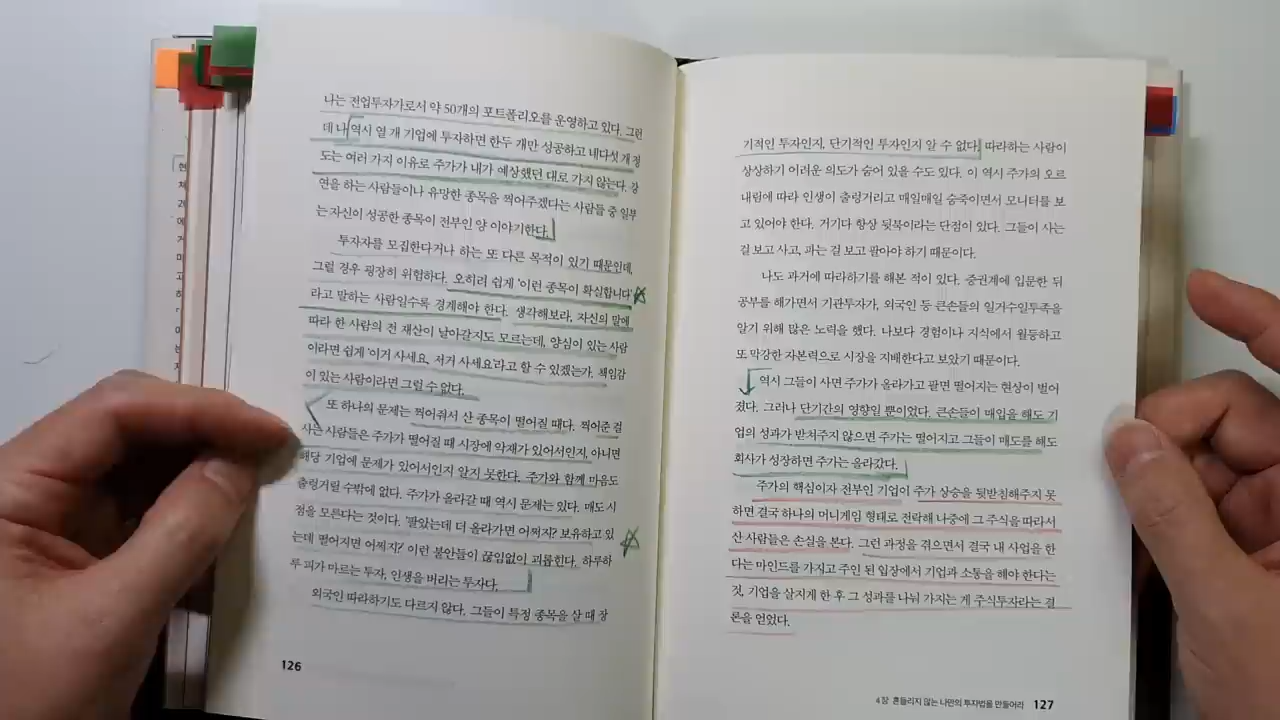 나는 전업투자가로서 약 50개의 포트폴리오를 운영하고 있다. 그런
데 나 역시 열 개 기업에 투자하면 한두 개만 성공하고 네다섯 개 정
도는 여러 가지 이유로 주가가 내가 예상했던 대로 가지 않는다. 강
연을 하는 사람들이나 유망한 종목을 찍어주겠다는 사람들 중 일부
는 자신이 성공한 종목이 전부인 양 이야기한다.
투자자를 모집한다거나 하는 또 다른 목적이 있기 때문인데,
그럴 경우 굉장히 위험하다. 오히려 쉽게 '이런 종목이 확실합니다'
라고 말하는 사람일수록 경계해야 한다. 생각해보라, 자신의 말에
따라 한 사람의 전 재산이 날아갈지도 모르는데, 양심이 있는 사람
이라면 쉽게 '이거 사세요, 저거 사세요'라고 할 수 있겠는가. 책임감
이 있는 사람이라면 그럴 수 없다.
또 하나의 문제는 찍어줘서 산 종목이 떨어질 때다. 찍어준 걸
사는 사람들은 주가가 떨어질 때 시장에 악재가 있어서인지, 아니면
해당 기업에 문제가 있어서인지 알지 못한다. 주가와 함께 마음도
출렁거릴 수밖에 없다. 주가가 올라갈 때 역시 문제는 있다. 매도 시
점을 모른다는 것이다. '팔았는데 더 올라가면 어쩌지? 보유하고 있
는데 떨어지면 어쩌지?' 이런 불안들이 끊임없이 괴롭힌다. 하루하
루 피가 마르는 투자, 인생을 버리는 투자다.
외국인 따라하기도 다르지 않다. 그들이 특정 종목을 살 때 장
126
기적인 투자인지, 단기적인 투자인지 알 수 없다. 따라하는 사람이
상상하기 어려운 의도가 숨어 있을 수도 있다. 이 역시 주가의 오르
내림에 따라 인생이 출렁거리고 매일매일 숨죽이면서 모니터를 보
고 있어야 한다. 거기다 항상 뒷북이라는 단점이 있다. 그들이 사는
걸 보고 사고, 파는 걸 보고 팔아야 하기 때문이다.
나도 과거에 따라하기를 해본 적이 있다. 증권계에 입문한 뒤
공부를 해가면서 기관투자가, 외국인 등 큰손들의 일거수일투족을
알기 위해 많은 노력을 했다. 나보다 경험이나 지식에서 월등하고
또 막강한 자본력으로 시장을 지배한다고 보았기 때문이다.
역시 그들이 사면 주가가 올라가고 팔면 떨어지는 현상이 벌어
졌다. 그러나 단기간의 영향일 뿐이었다. 큰손들이 매입을 해도 기
업의 성과가 받쳐주지 않으면 주가는 떨어지고 그들이 매도를 해도
회사가 성장하면 주가는 올라갔다.
주가의 핵심이자 전부인 기업이 주가 상승을 뒷받침해주지 못
하면 결국 하나의 머니게임 형태로 전락해 나중에 그 주식을 따라서
산 사람들은 손실을 본다. 그런 과정을 겪으면서 결국 내 사업을 한
다는 마인드를 가지고 주인 된 입장에서 기업과 소통을 해야 한다는
것, 기업을 살지게 한 후 그 성과를 나눠 가지는 게 주식투자라는 결
론을 얻었다.
4장 흔들리지 않는 나만의 투자법을 만들어라 127